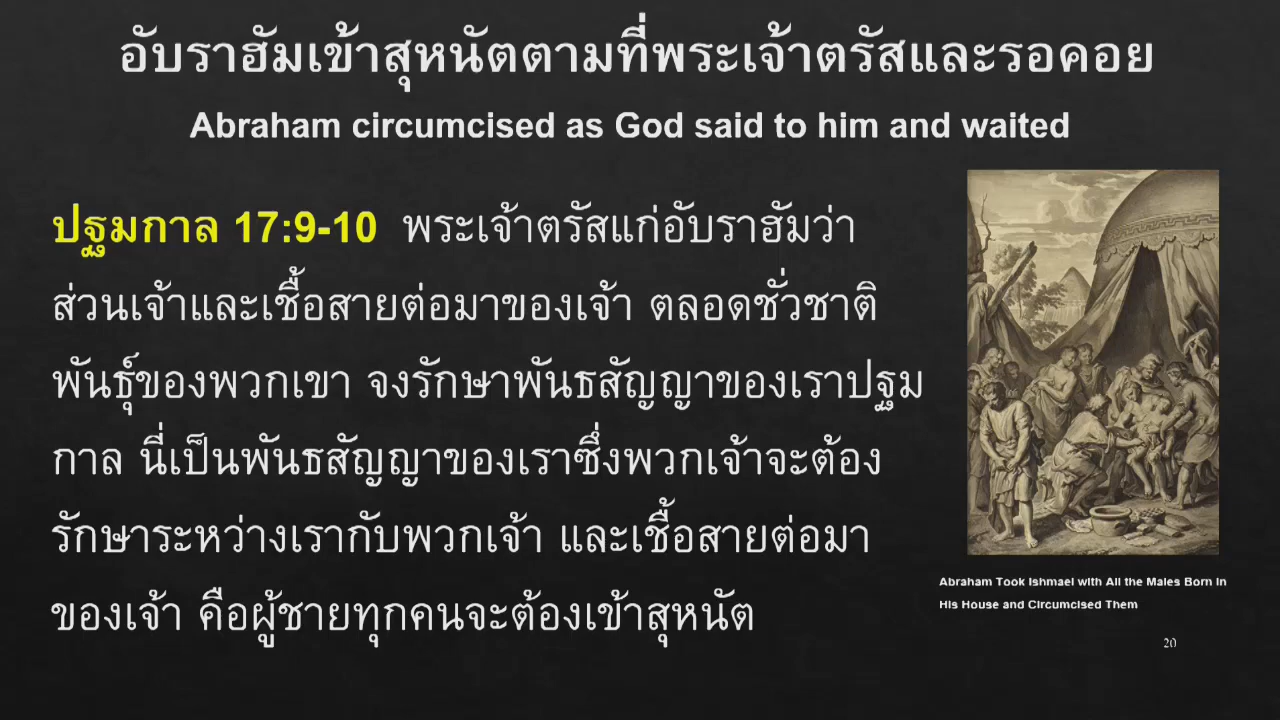 อับราฮัมเข้าสุหนัตตามที่พระเจ้าตรัสและรอคอย
Abraham circumcised as God said to him and waited
ปฐมกาล 17:9-10 พระเจ้าตรัสแก่อับราฮัมว่า
ส่วนเจ้าและเชื้อสายต่อมาของเจ้า ตลอดชั่วชาติ
พันธุ์ของพวกเขา จงรักษาพันธสัญญาของเราปฐม
กาล นี่เป็นพันธสัญญาของเราซึ่งพวกเจ้าจะต้อง
รักษาระหว่างเรากับพวกเจ้า และเชื้อสายต่อมา
ของเจ้า คือผู้ชายทุกคนจะต้องเข้าสุหนัต
Abraham Took Ishmael with All the Males Born in
His House and Circumcised Them
20